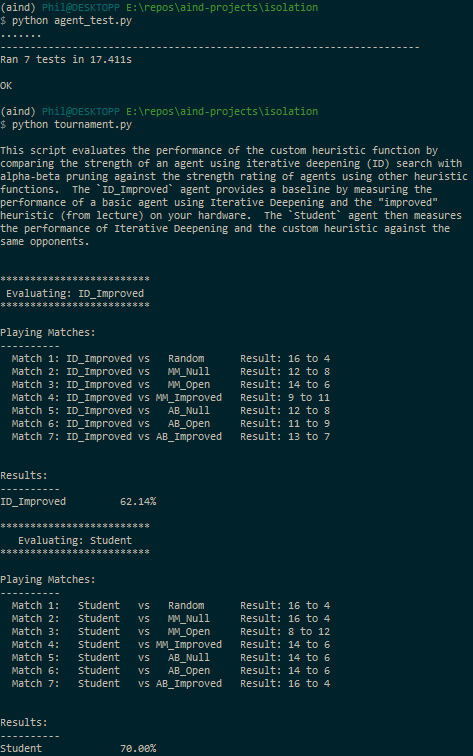 (aind) Phil@DESKTOPP E:\repos\aind-projects\isolation
$ python agent_test.py
.......
----------------------------------------------------------------------
Ran 7 tests in 17.411s
OK
(aind) Phil@DESKTOPP E:\repos\aind-projects\isolation
$ python tournament.py
This script evaluates the performance of the custom heuristic function by
comparing the strength of an agent using iterative deepening (ID) search with
alpha-beta pruning against the strength rating of agents using other heuristic
functions.  The `ID_Improved` agent provides a baseline by measuring the
performance of a basic agent using Iterative Deepening and the "improved"
heuristic (from lecture) on your hardware.  The `Student` agent then measures
the performance of Iterative Deepening and the custom heuristic against the
same opponents.
*************************
 Evaluating: ID_Improved
*************************
Playing Matches:
----------
  Match 1: ID_Improved vs   Random      Result: 16 to 4
  Match 2: ID_Improved vs   MM_Null     Result: 12 to 8
  Match 3: ID_Improved vs   MM_Open     Result: 14 to 6
  Match 4: ID_Improved vs MM_Improved   Result: 9 to 11
  Match 5: ID_Improved vs   AB_Null     Result: 12 to 8
  Match 6: ID_Improved vs   AB_Open     Result: 11 to 9
  Match 7: ID_Improved vs AB_Improved   Result: 13 to 7
Results:
----------
ID_Improved         62.14%
*************************
   Evaluating: Student
*************************
Playing Matches:
----------
  Match 1:   Student   vs   Random      Result: 16 to 4
  Match 2:   Student   vs   MM_Null     Result: 16 to 4
  Match 3:   Student   vs   MM_Open     Result: 8 to 12
  Match 4:   Student   vs MM_Improved   Result: 14 to 6
  Match 5:   Student   vs   AB_Null     Result: 14 to 6
  Match 6:   Student   vs   AB_Open     Result: 14 to 6
  Match 7:   Student   vs AB_Improved   Result: 16 to 4
Results:
----------
Student             70.00%